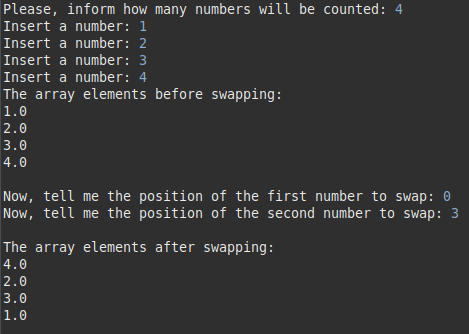 Please, inform how many numbers will be counted: 4
Insert a number: 1
Insert a number: 2
Insert a number: 3
Insert a number: 4
The array elements before swapping:
1.0
2.0
3.0
4.0
Now, tell me the position of the first number to swap: 0
Now, tell me the position of the second number to swap: 3
The array elements after swapping:
4.0
2.0
3.0
1.0